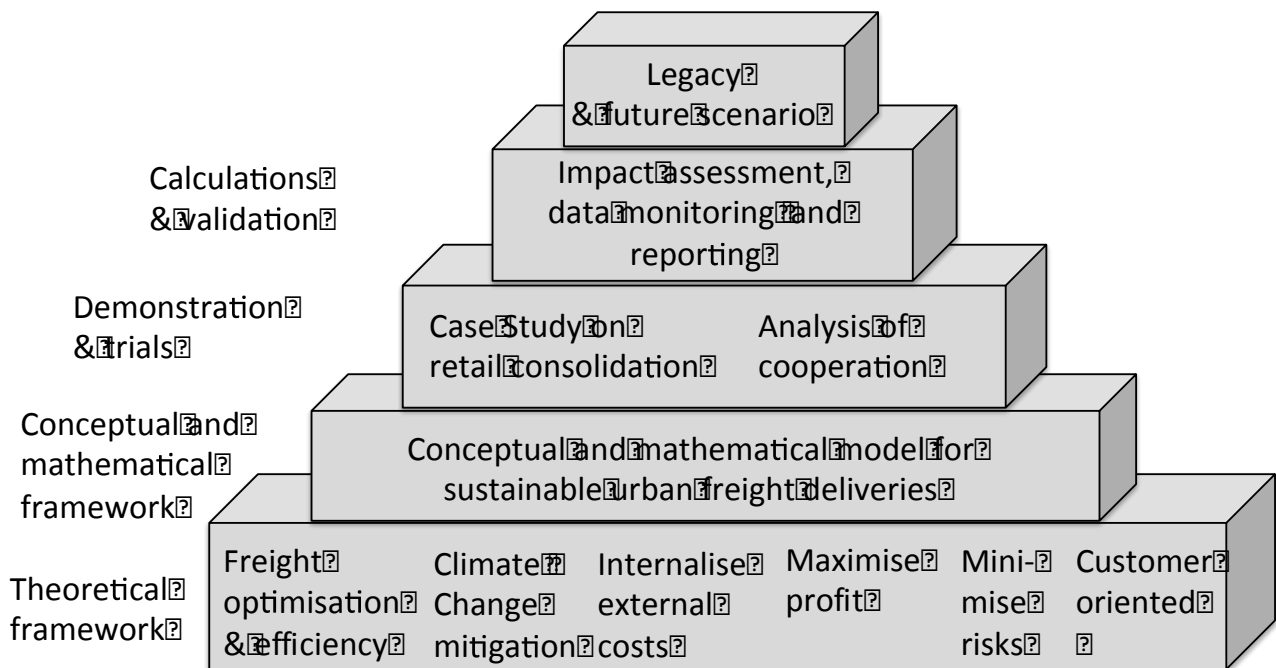 Legacy
& future scenario
Calculations
& validation
Impact assessment,
data monitoring and
reporting
Demonstration
& trials
Case Study on
retail consolidation
Analysis of
cooperation
Conceptual and
mathematical
framework
Conceptual and mathematical model for
sustainable urban freight deliveries
Theoretical
framework
Freight
optimisation
& efficiency
Climate
Change
mitigation
Internalise
external
costs
Maximise
profit
Mini-
mise
risks
Customer
oriented